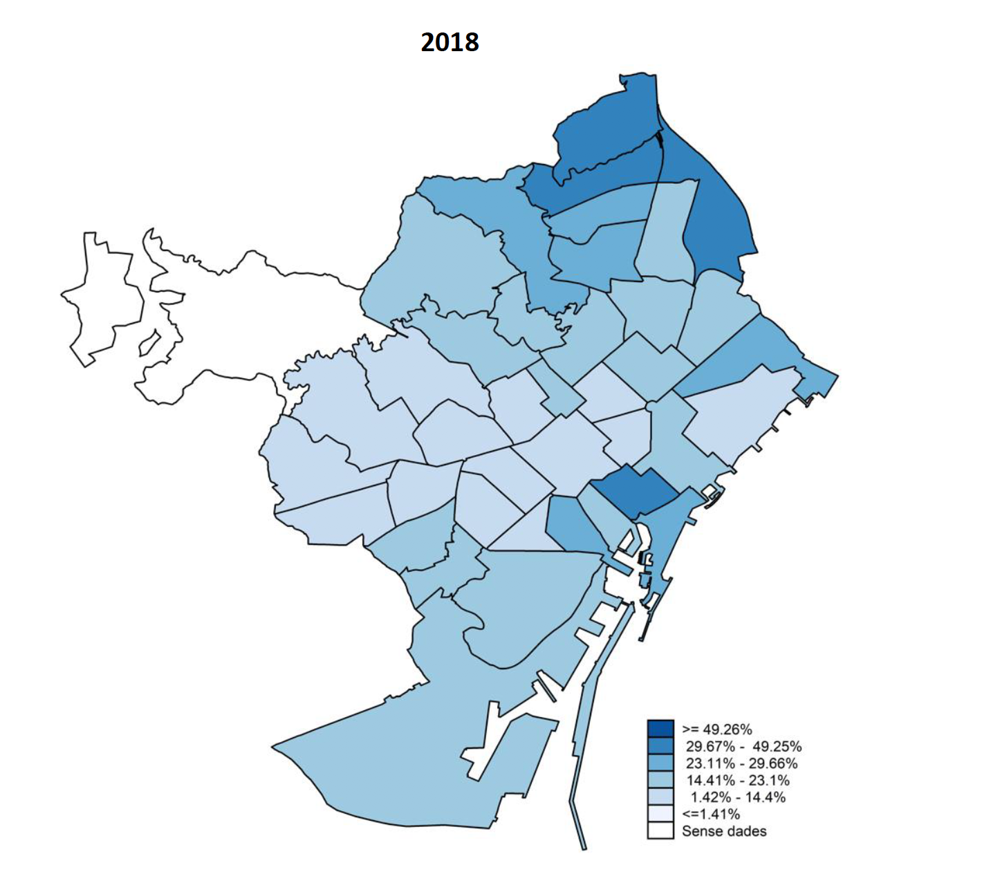 2018
>= 49.26%
29.67% - 49.25%
23.11% - 29.66%
14.41% - 23.1%
1.42% - 14.4%
<=1.41%
Sense dades